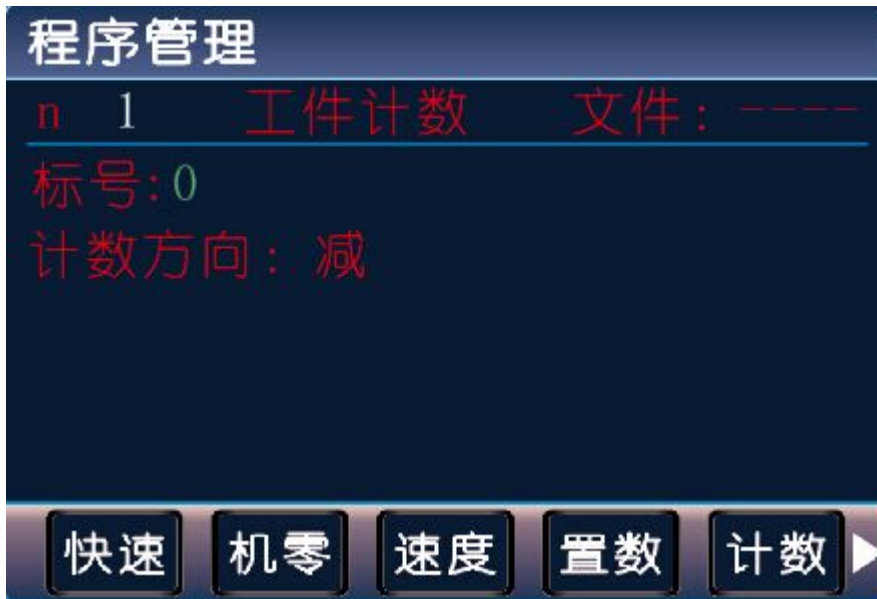 程序管理
n 1 工件计数 文件: ----
标号:0
计数方向: 减
快速 机零 速度 置数 计数